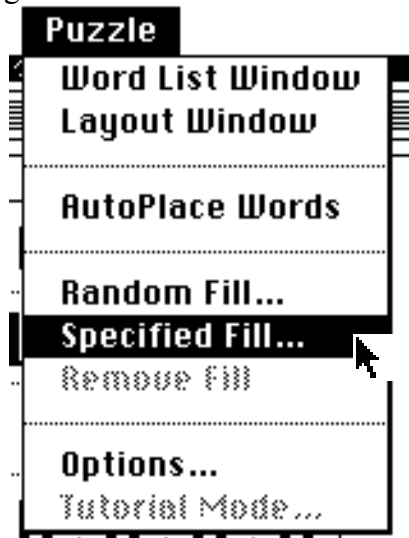 Puzzle
Word List Window
Layout Window
AutoPlace Words
Random Fill...
Specified Fill...
Remove Fill
Options...
Tutorial Mode...